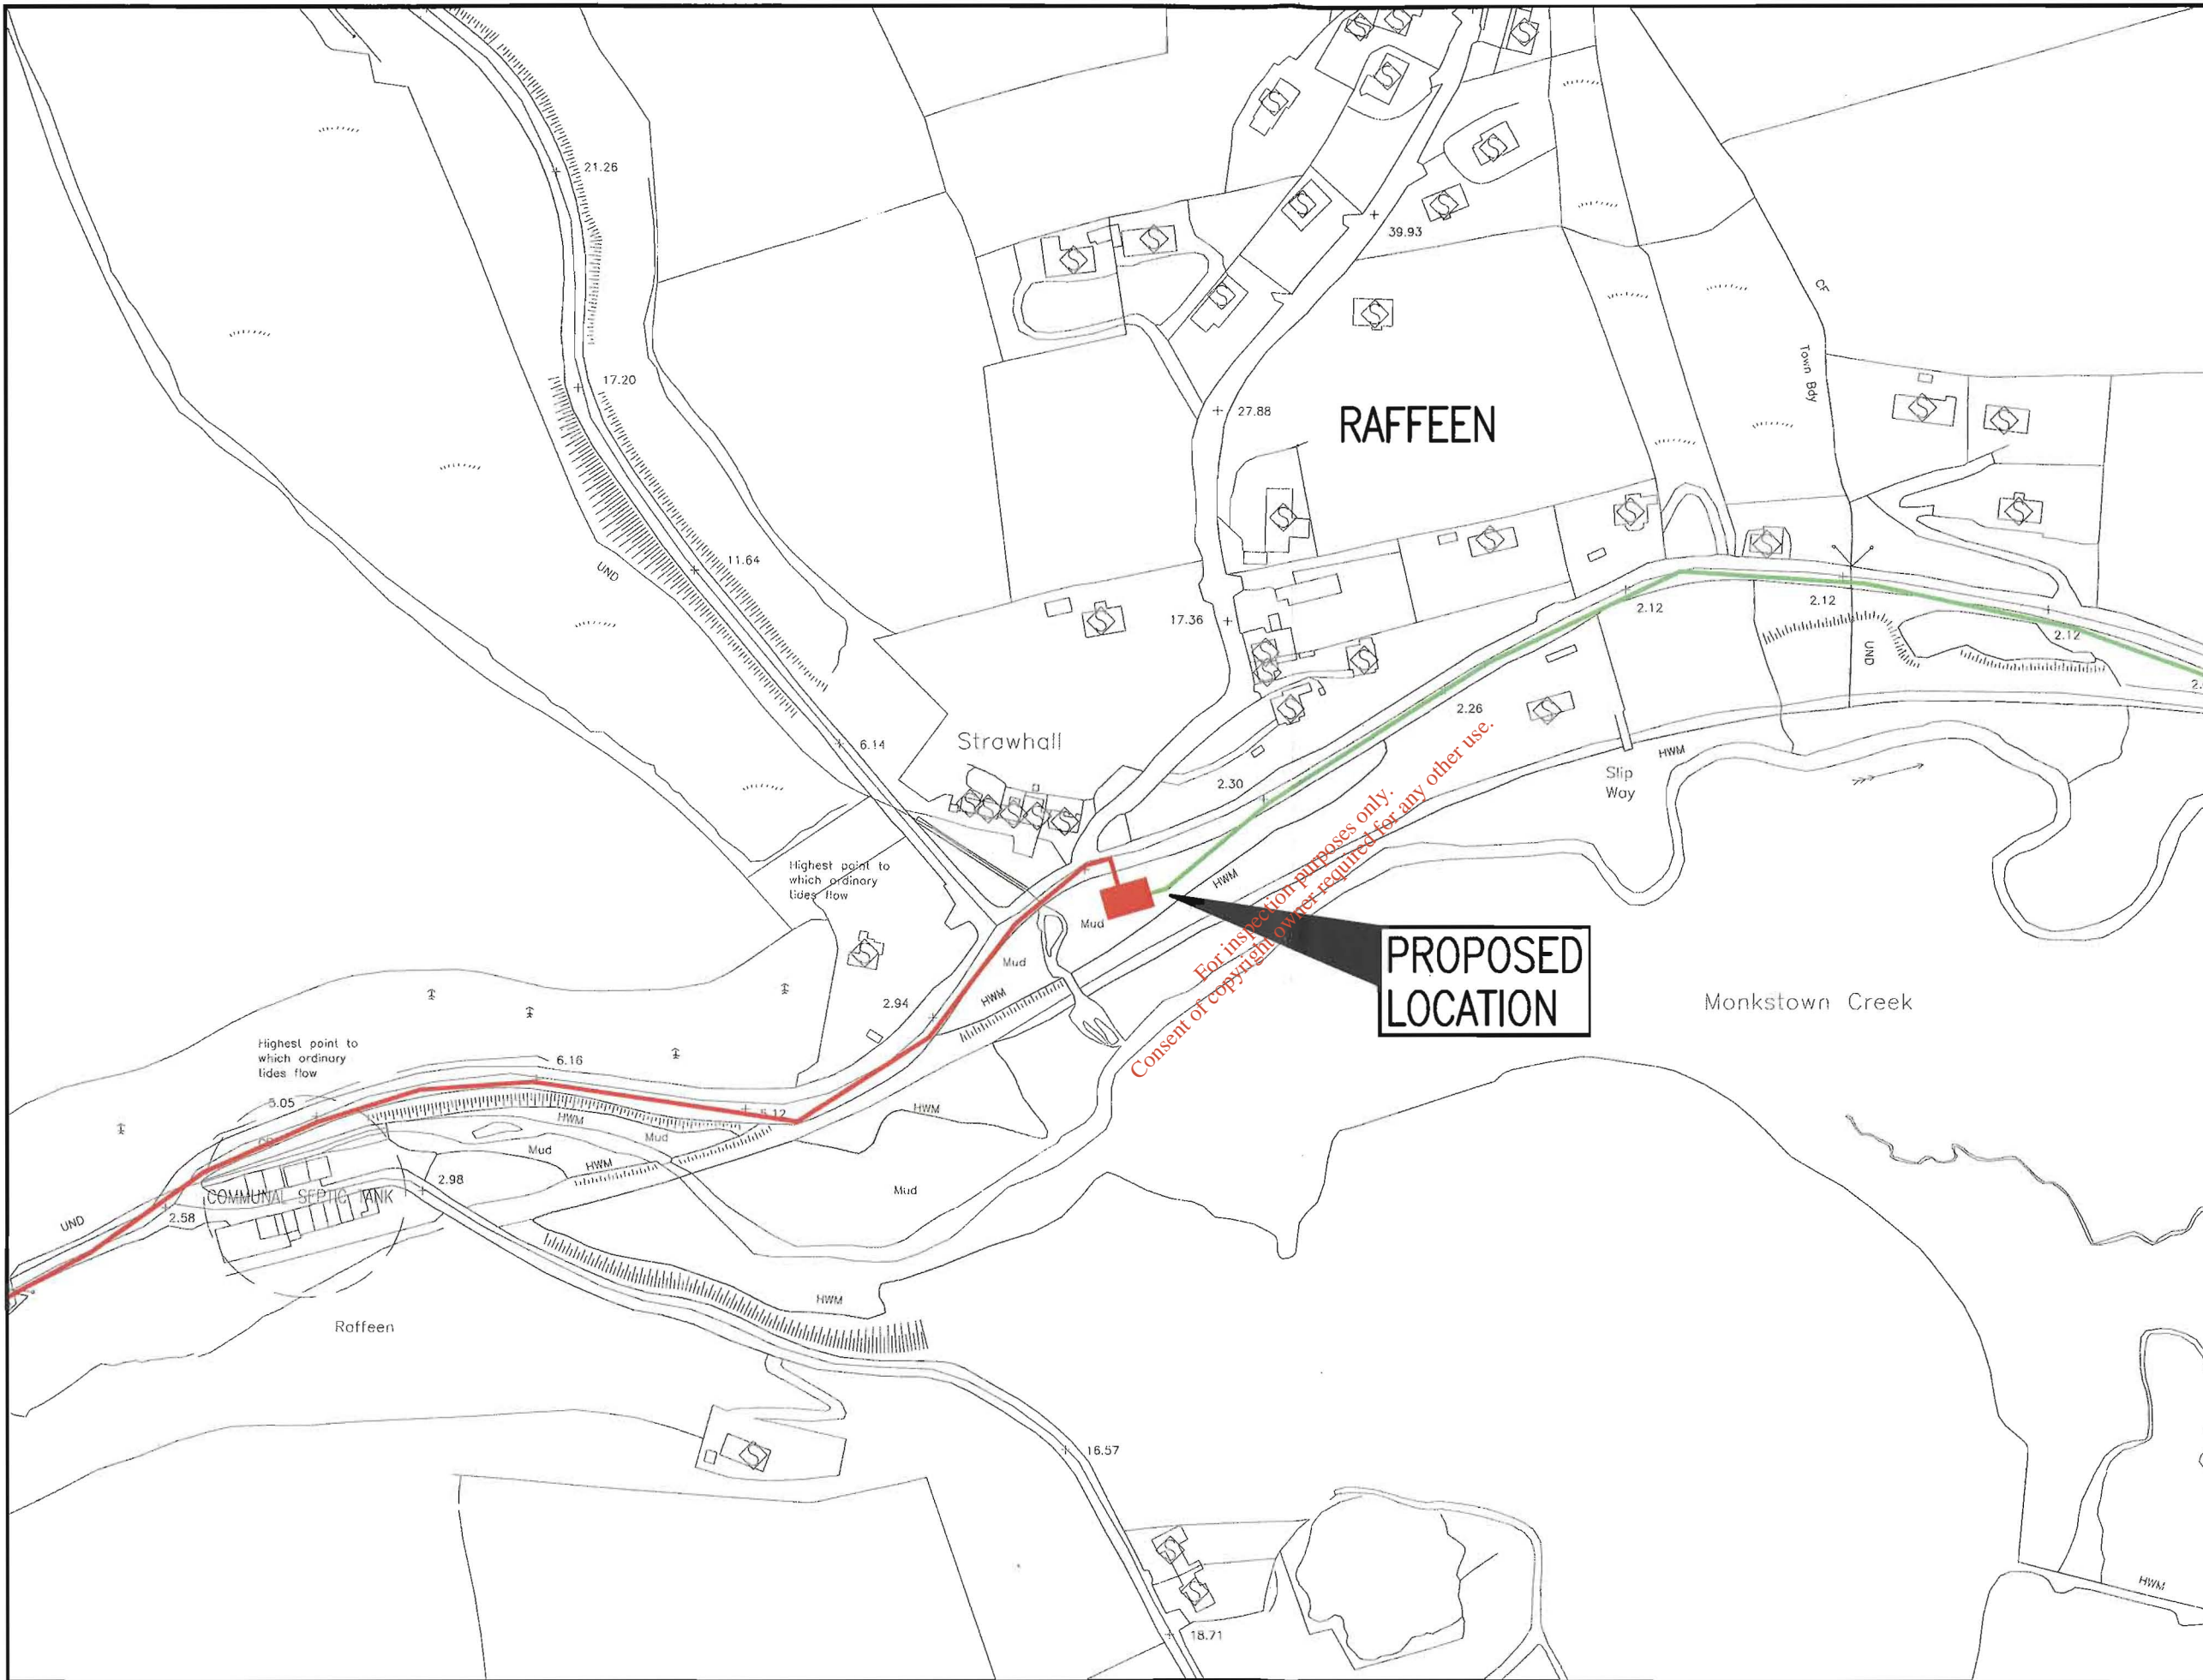 21.26
39.93
Town Bdy
17.20
27.88
RAFFEEN
UND
11.64
17.36
2.12
2.12
2.12
UND
2.26
6.14
Strawhall
2.30
Slip
Way
HWM
Highest point to
which ordinary
tides flow
HWM
Mud
For inspection purposes only.
Consent of copyright owner required for any other use.
PROPOSED
LOCATION
Mud
HWM
2.94
Monkstown Creek
Highest point to
which ordinary
tides flow
6.16
5.05
5.12
HWM
HWM
Mud
Mud
HWM
2.98
COMMUNAL SEPTIC TANK
Mud
UND
2.58
HWM
Raffeen
16.57
HWM
18.71